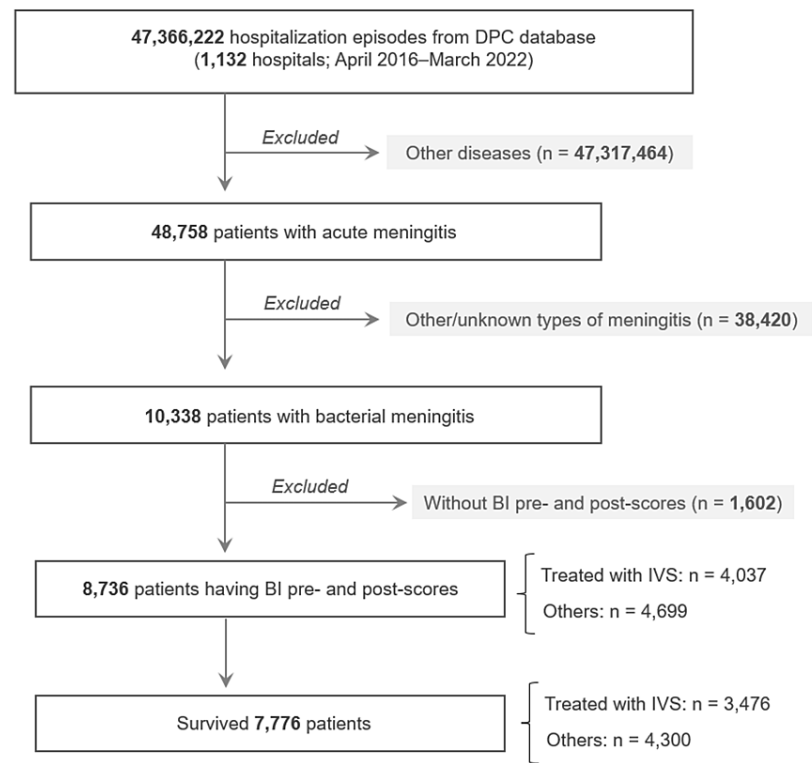 47,366,222 hospitalization episodes from DPC database
(1,132 hospitals; April 2016–March 2022)
Excluded
Other diseases (n = 47,317,464)
48,758 patients with acute meningitis
Excluded
Other/unknown types of meningitis (n = 38,420)
10,338 patients with bacterial meningitis
Excluded
Without BI pre- and post-scores (n = 1,602)
8,736 patients having BI pre- and post-scores
Treated with IVS: n = 4,037
Others: n = 4,699
Survived 7,776 patients
Treated with IVS: n = 3,476
Others: n = 4,300